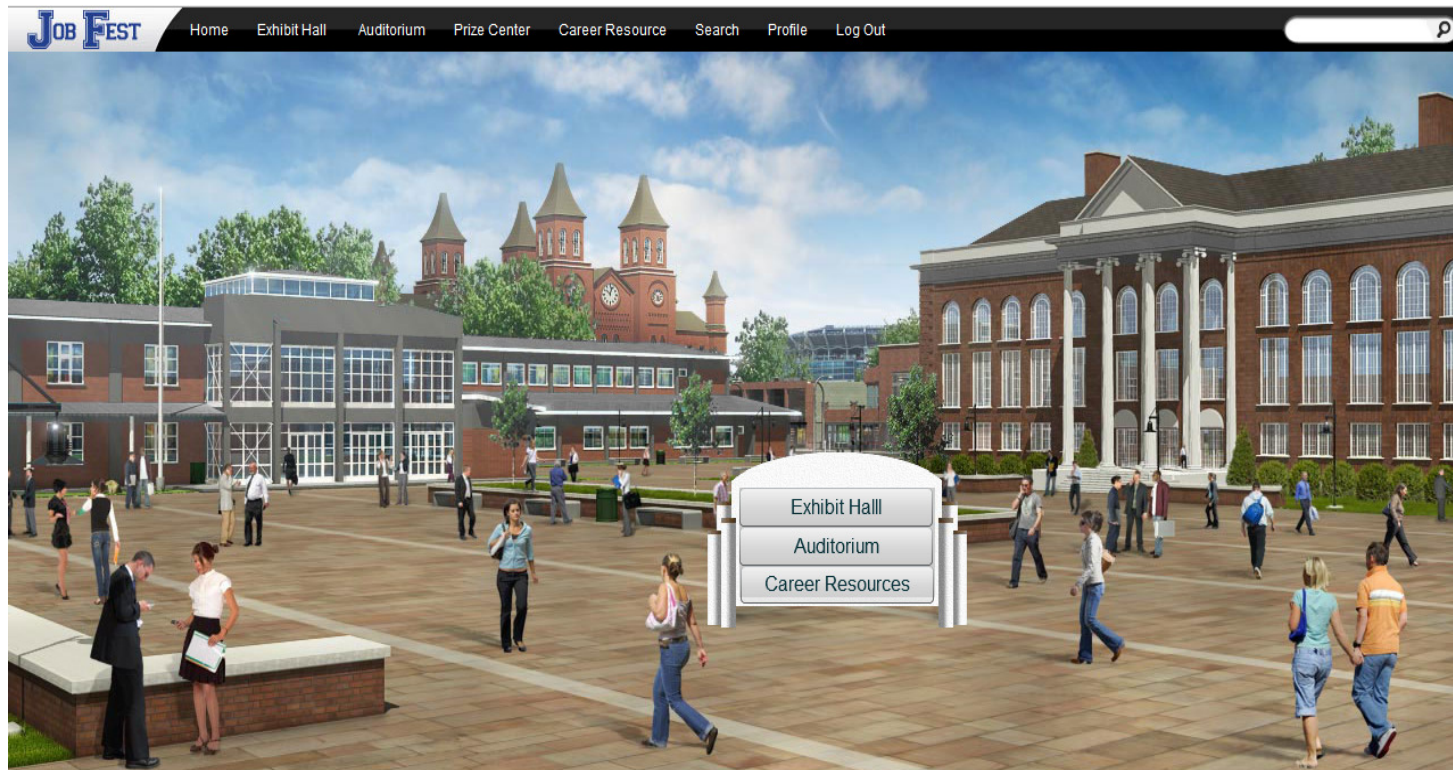 JOB FEST Home Exhibit Hall Auditorium Prize Center Career Resource Search Profile Log Out
Exhibit Halll
Auditorium
Career Resources